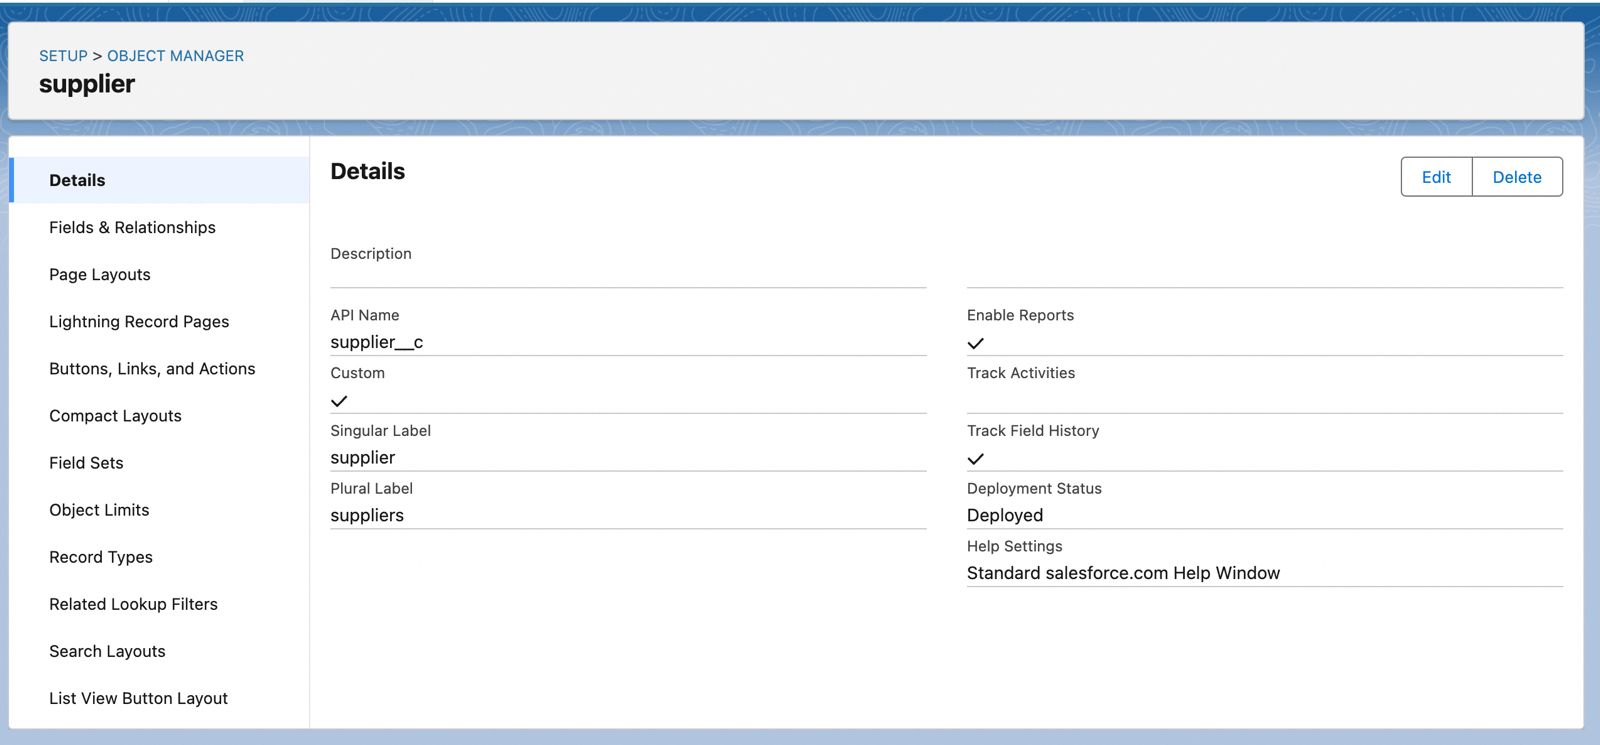 SETUP > OBJECT MANAGER
supplier
Details
Fields & Relationships
Page Layouts
Lightning Record Pages
Buttons, Links, and Actions
Compact Layouts
Field Sets
Object Limits
Record Types
Related Lookup Filters
Search Layouts
List View Button Layout
Details
Edit
Delete
Description
API Name
supplier__c
Custom
Singular Label
supplier
Plural Label
suppliers
Enable Reports
Track Activities
Track Field History
Deployment Status
Deployed
Help Settings
Standard salesforce.com Help Window